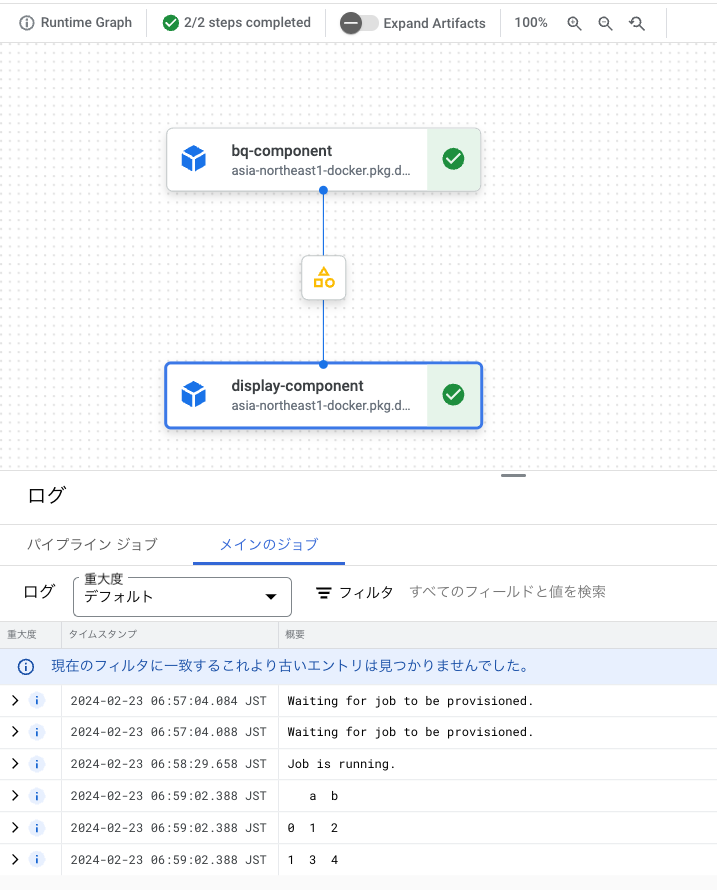 Runtime Graph
2/2 steps completed
Expand Artifacts
100%
bq-component
asia-northeast1-docker.pkg.d...
display-component
asia-northeast1-docker.pkg.d...
ログ
パイプライン ジョブ
メインのジョブ
ログ
重大度
デフォルト
フィルタ
すべてのフィールドと値を検索
重大度 タイムスタンプ 概要
現在のフィルタに一致するこれより古いエントリは見つかりませんでした。
2024-02-23 06:57:04.084 JST Waiting for job to be provisioned.
2024-02-23 06:57:04.088 JST Waiting for job to be provisioned.
2024-02-23 06:58:29.658 JST Job is running.
2024-02-23 06:59:02.388 JST    a  b
2024-02-23 06:59:02.388 JST 0  1  2
2024-02-23 06:59:02.388 JST 1  3  4